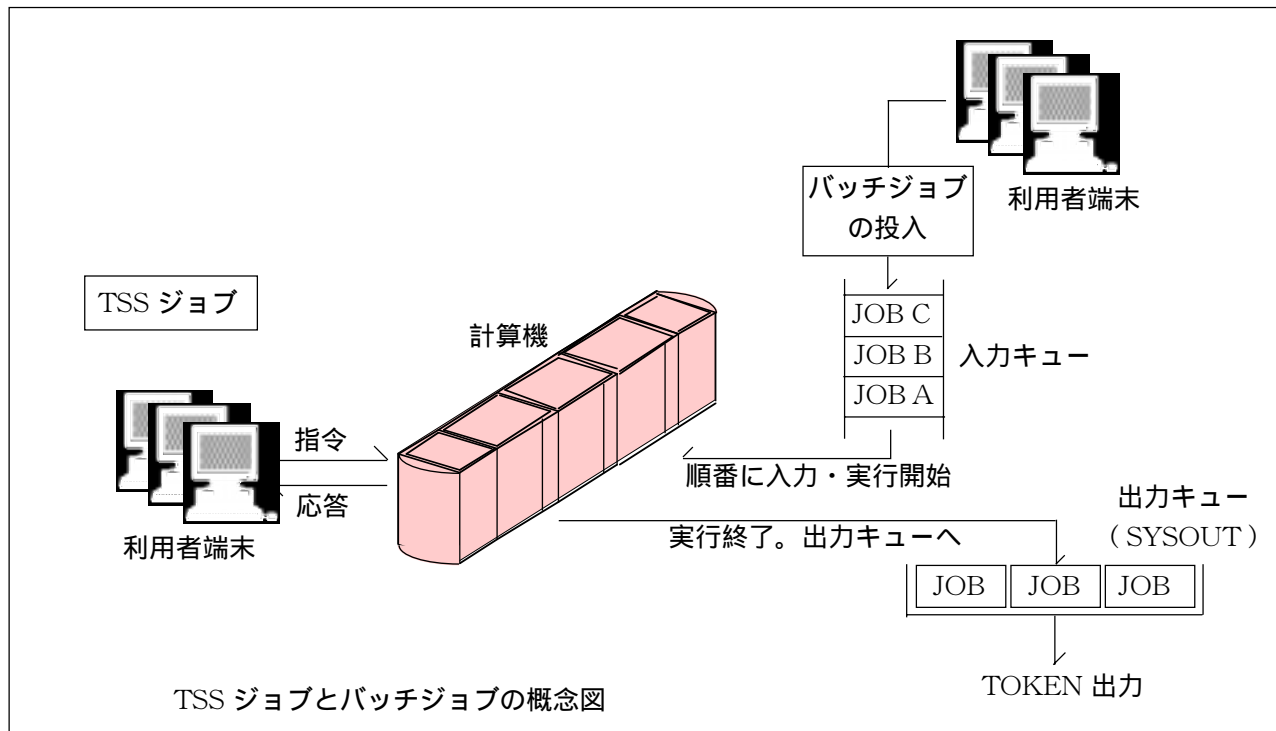 利用者端末
バッチジョブ
の投入
TSS ジョブ
計算機
JOB C
JOB B
JOB A
入力キュー
指令
応答
利用者端末
順番に入力・実行開始
実行終了。出力キューへ
出力キュー
（SYSOUT）
JOB JOB JOB
TOKEN 出力
TSS ジョブとバッチジョブの概念図